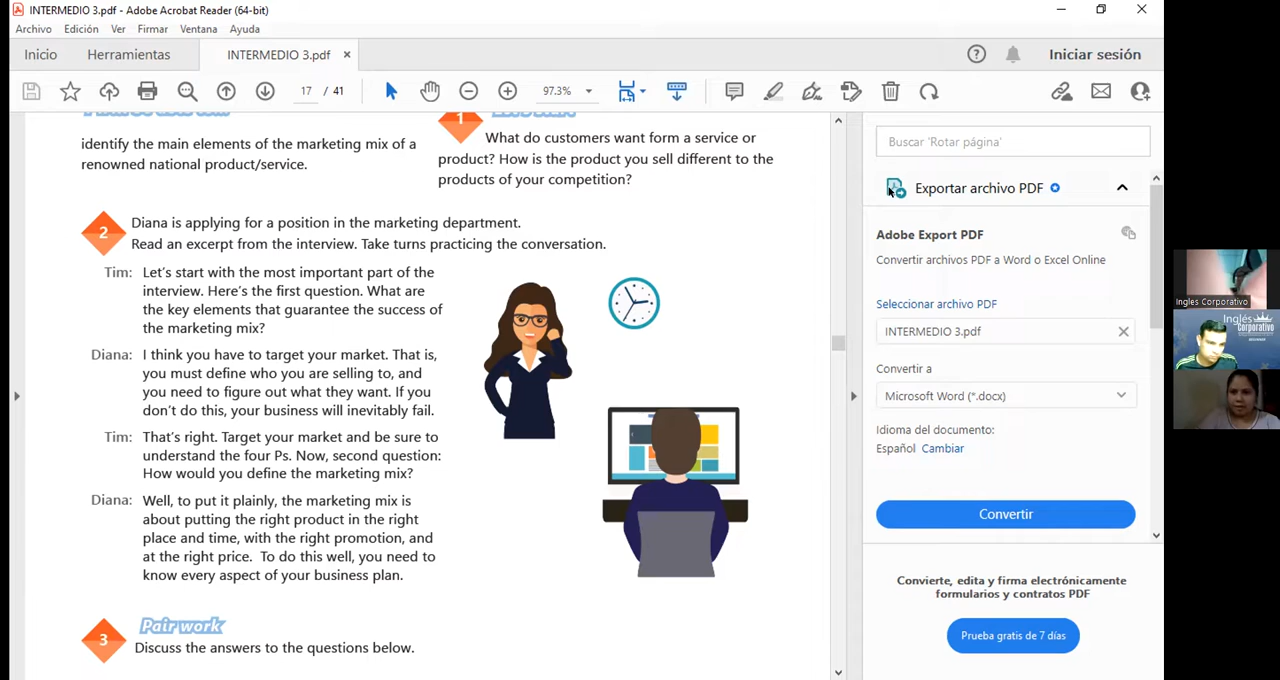 INTERMEDIO 3.pdf - Adobe Acrobat Reader (64-bit)
Archivo Edición Ver Firmar Ventana Ayuda
Inicio Herramientas INTERMEDIO 3.pdf × Iniciar sesión
17 / 41 97.3%
identify the main elements of the marketing mix of a
renowned national product/service.
1
What do customers want form a service or
product? How is the product you sell different to the
products of your competition?
2
Diana is applying for a position in the marketing department.
Read an excerpt from the interview. Take turns practicing the conversation.
Tim: Let's start with the most important part of the
interview. Here's the first question. What are
the key elements that guarantee the success of
the marketing mix?
Diana: I think you have to target your market. That is,
you must define who you are selling to, and
you need to figure out what they want. If you
don't do this, your business will inevitably fail.
Tim: That's right. Target your market and be sure to
understand the four Ps. Now, second question:
How would you define the marketing mix?
Diana: Well, to put it plainly, the marketing mix is
about putting the right product in the right
place and time, with the right promotion, and
at the right price. To do this well, you need to
know every aspect of your business plan.
3
Pair work
Discuss the answers to the questions below.
Buscar 'Rotar página'
Exportar archivo PDF
Adobe Export PDF
Convertir archivos PDF a Word o Excel Online
Seleccionar archivo PDF
INTERMEDIO 3.pdf
Convertir a
Microsoft Word (*.docx)
Idioma del documento:
Español Cambiar
Convertir
Convierte, edita y firma electrónicamente
formularios y contratos PDF
Prueba gratis de 7 días
Ingles Corporativo
Inglés
Corporativo